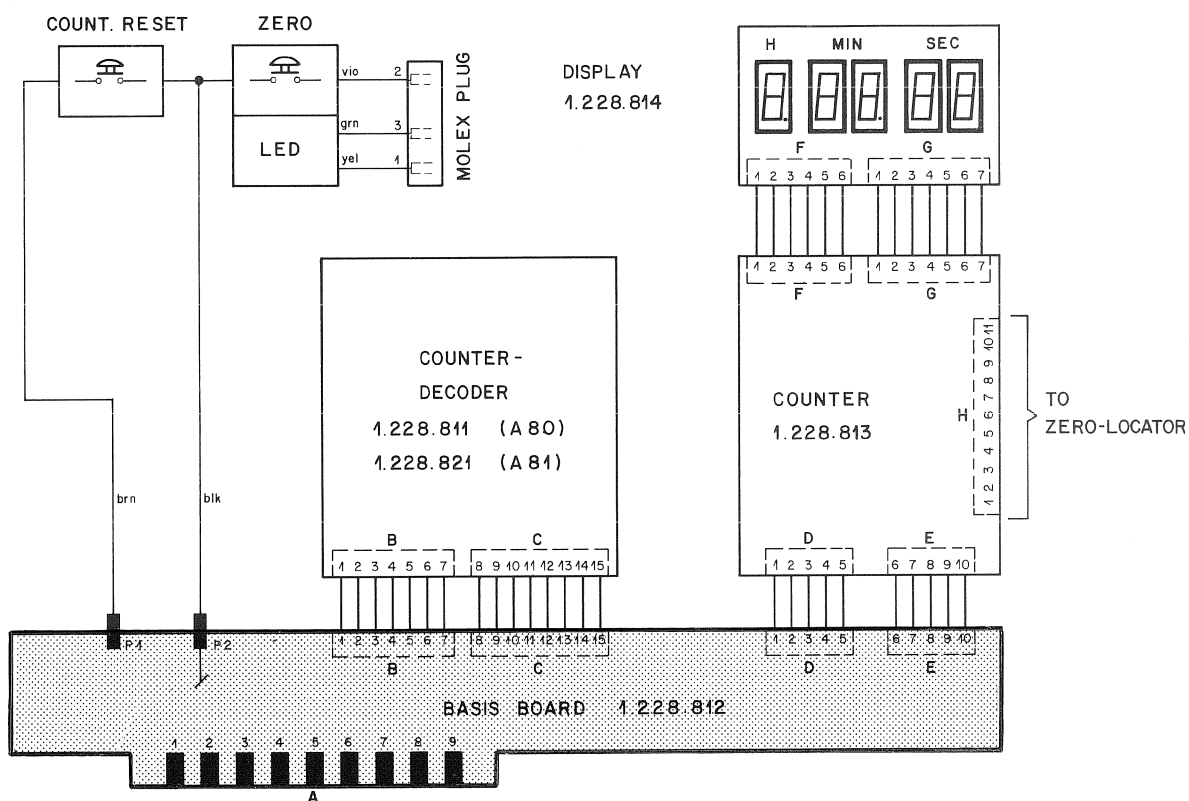 COUNT. RESET
ZERO
LED
vio 2
grn 3
yel 1
MOLEX PLUG
DISPLAY
1.228.814
H MIN SEC
F G
1 2 3 4 5 6 1 2 3 4 5 6 7
1 2 3 4 5 6 1 2 3 4 5 6 7
F G
COUNTER
1.228.813
H
1 2 3 4 5 6 7 8 9 10 11
TO
ZERO-LOCATOR
COUNTER-
DECODER
1.228.811 (A80)
1.228.821 (A81)
brn
blk
B C D E
1 2 3 4 5 6 7 8 9 10 11 12 13 14 15 1 2 3 4 5 6 7 8 9 10
P1 P2 1 2 3 4 5 6 7 8 9 10 11 12 13 14 15 1 2 3 4 5 6 7 8 9 10
B C D E
BASIS BOARD 1.228.812
1 2 3 4 5 6 7 8 9
A